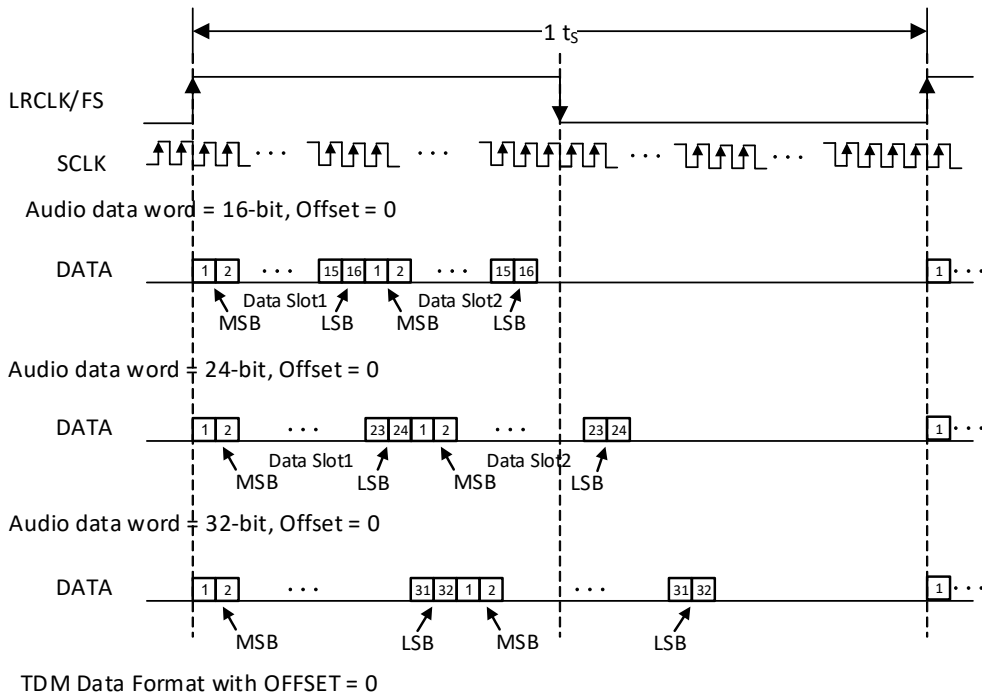 1 tS
LRCLK/FS
SCLK
Audio data word = 16-bit, Offset = 0
DATA
1 2 · · · 15 16 1 2 · · · 15 16 1 · · ·
Data Slot1 Data Slot2
MSB LSB MSB LSB
Audio data word = 24-bit, Offset = 0
DATA
1 2 · · · 23 24 1 2 · · · 23 24 1 · · ·
Data Slot1 Data Slot2
MSB LSB MSB LSB
Audio data word = 32-bit, Offset = 0
DATA
1 2 · · · 31 32 1 2 · · · 31 32 1 · · ·
MSB LSB MSB LSB
TDM Data Format with OFFSET = 0